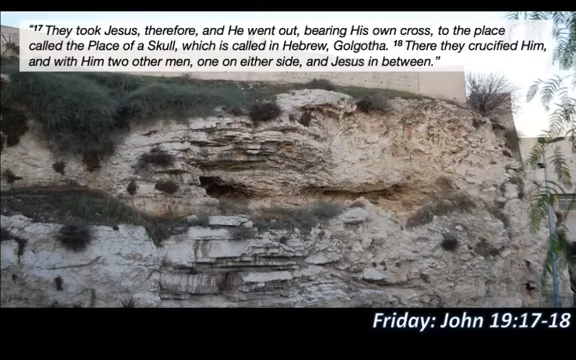 "17 They took Jesus, therefore, and He went out, bearing His own cross, to the place
called the Place of a Skull, which is called in Hebrew, Golgotha. 18 There they crucified Him,
and with Him two other men, one on either side, and Jesus in between."
Friday: John 19:17-18